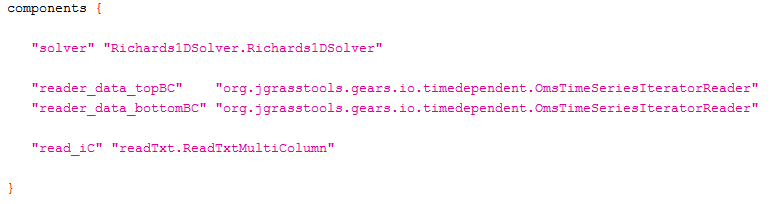 components {
"solver" "Richards1DSolver.Richards1DSolver"
"reader_data_topBC" "org.jgrasstools.gears.io.timedependent.OmsTimeSeriesIteratorReader"
"reader_data_bottomBC" "org.jgrasstools.gears.io.timedependent.OmsTimeSeriesIteratorReader"
"read_iC" "readTxt.ReadTxtMultiColumn"
}